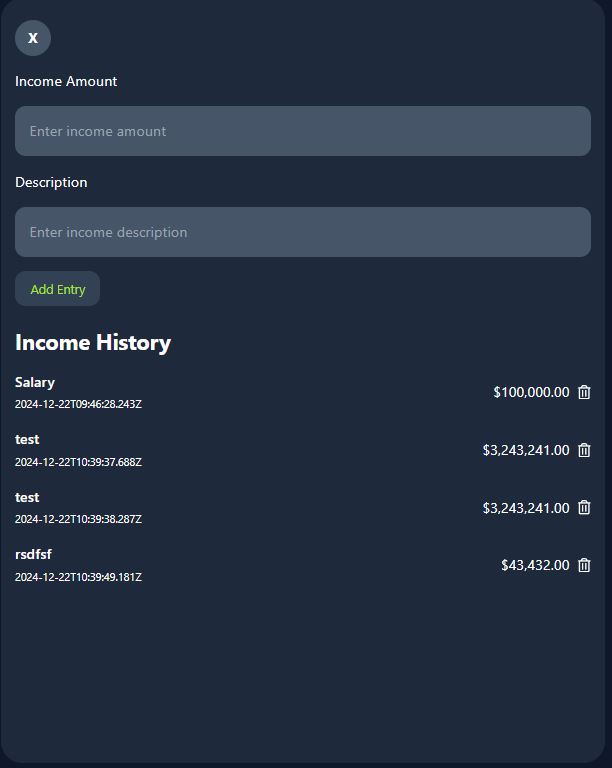 X
Income Amount
Enter income amount
Description
Enter income description
Add Entry
Income History
Salary
2024-12-22T09:46:28.243Z
$100,000.00
test
2024-12-22T10:39:37.688Z
$3,243,241.00
test
2024-12-22T10:39:38.287Z
$3,243,241.00
rsdfsf
2024-12-22T10:39:49.181Z
$43,432.00